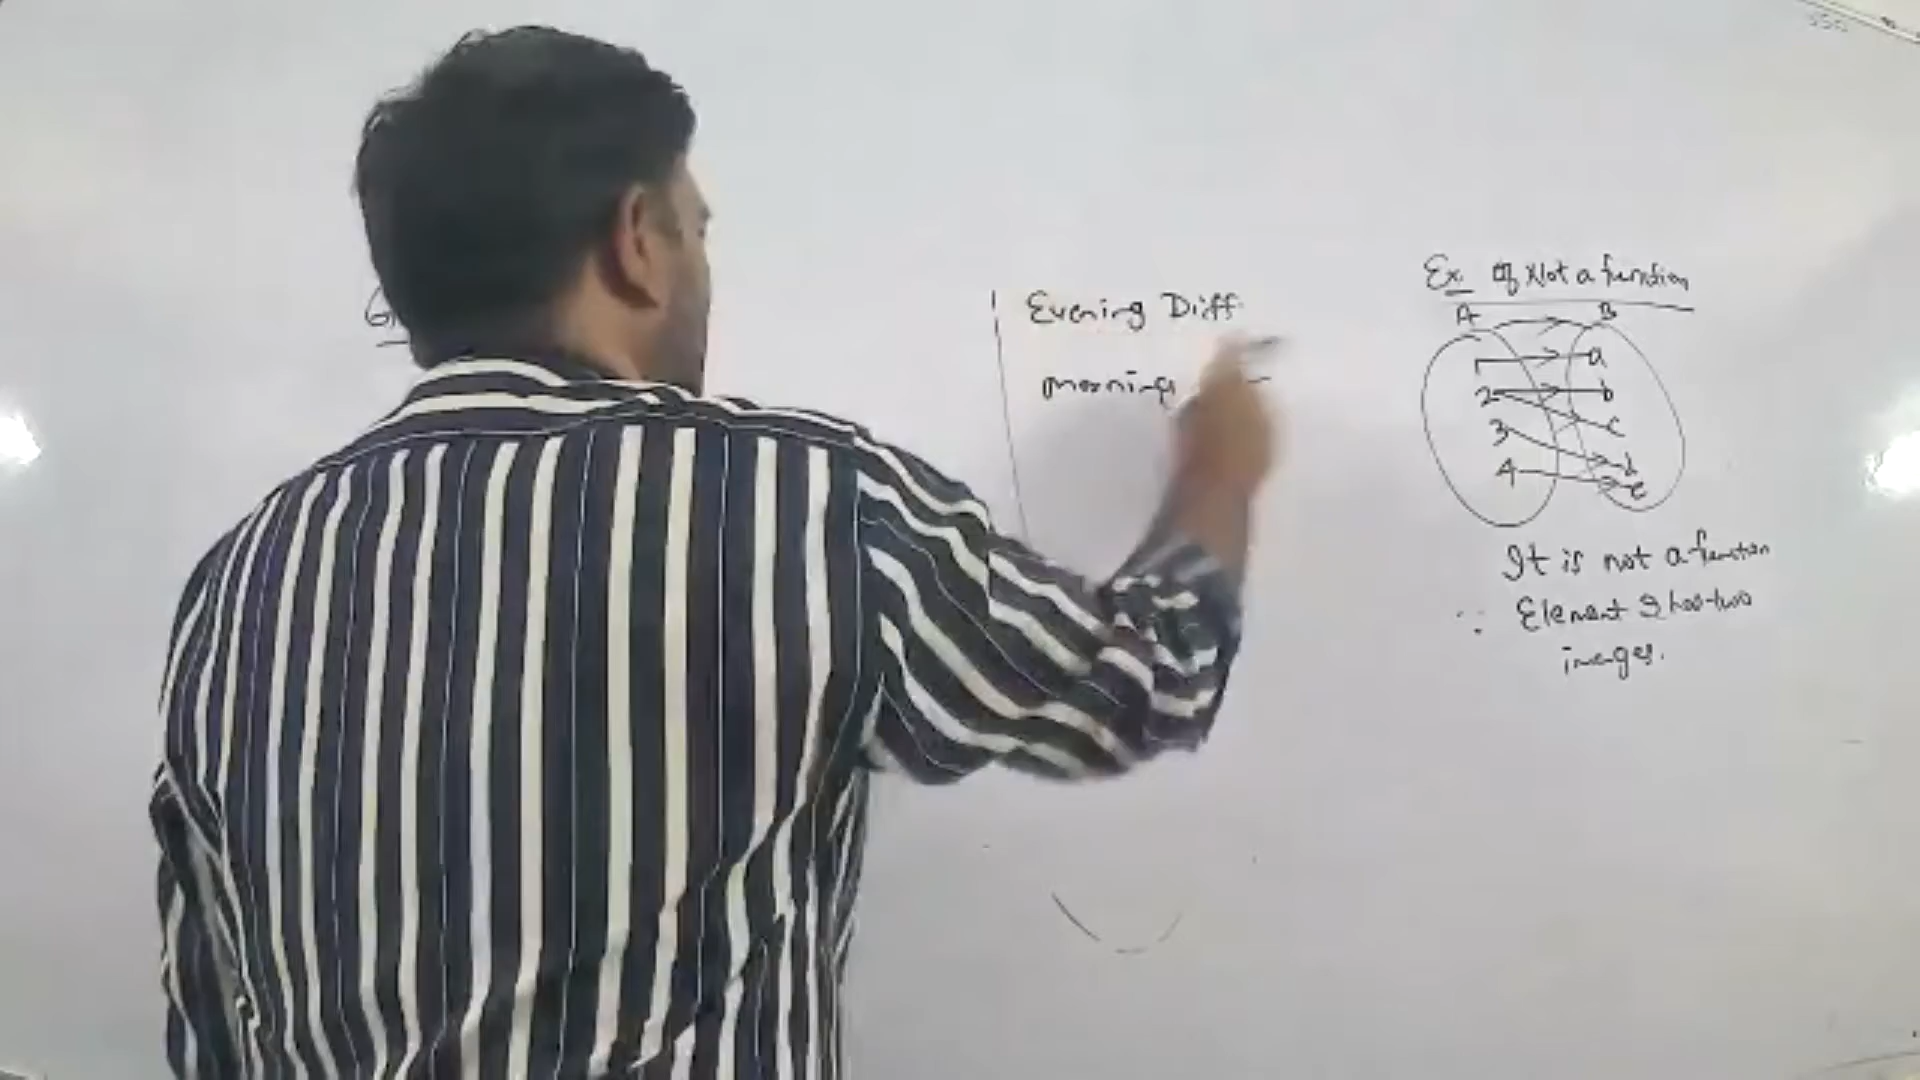 Evening Diff
morning
Ex. of Not a function
A B
1 a
2 b
3 c
4 d
e
It is not a function
∵ Element 2 has two
images.